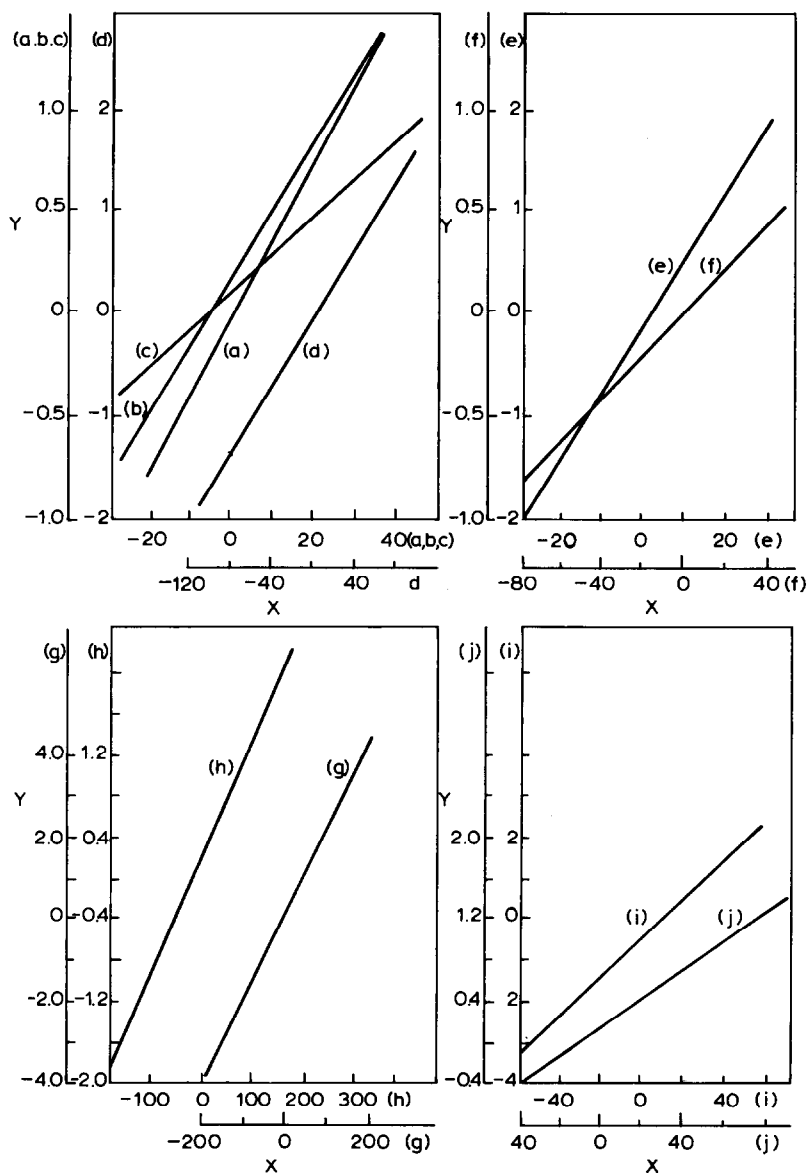 (a.b.c) (d) (f) (e)
1.0 2 1.0 2
0.5 1 0.5 1
Y Y
(e) (f)
0 0 0 0
(c) (a) (d)
(b)
-0.5 -1 -0.5 -1
-1.0 -2 -1.0 -2
-20 0 20 40(a,b,c) -20 0 20 (e)
-120 -80 -40 0 40 d -80 -40 0 40(f)
X X
(g) (h) (j) (i)
4.0 1.2
(h) (g)
Y Y
2.0 0.4 2.0 2
0 -0.4 1.2 0
(i) (j)
-2.0 -1.2 0.4 2
-4.0 -2.0 -0.4 -4
-100 0 100 200 300 (h) -40 0 40 (i)
-200 0 200 (g) 40 0 40 (j)
X X